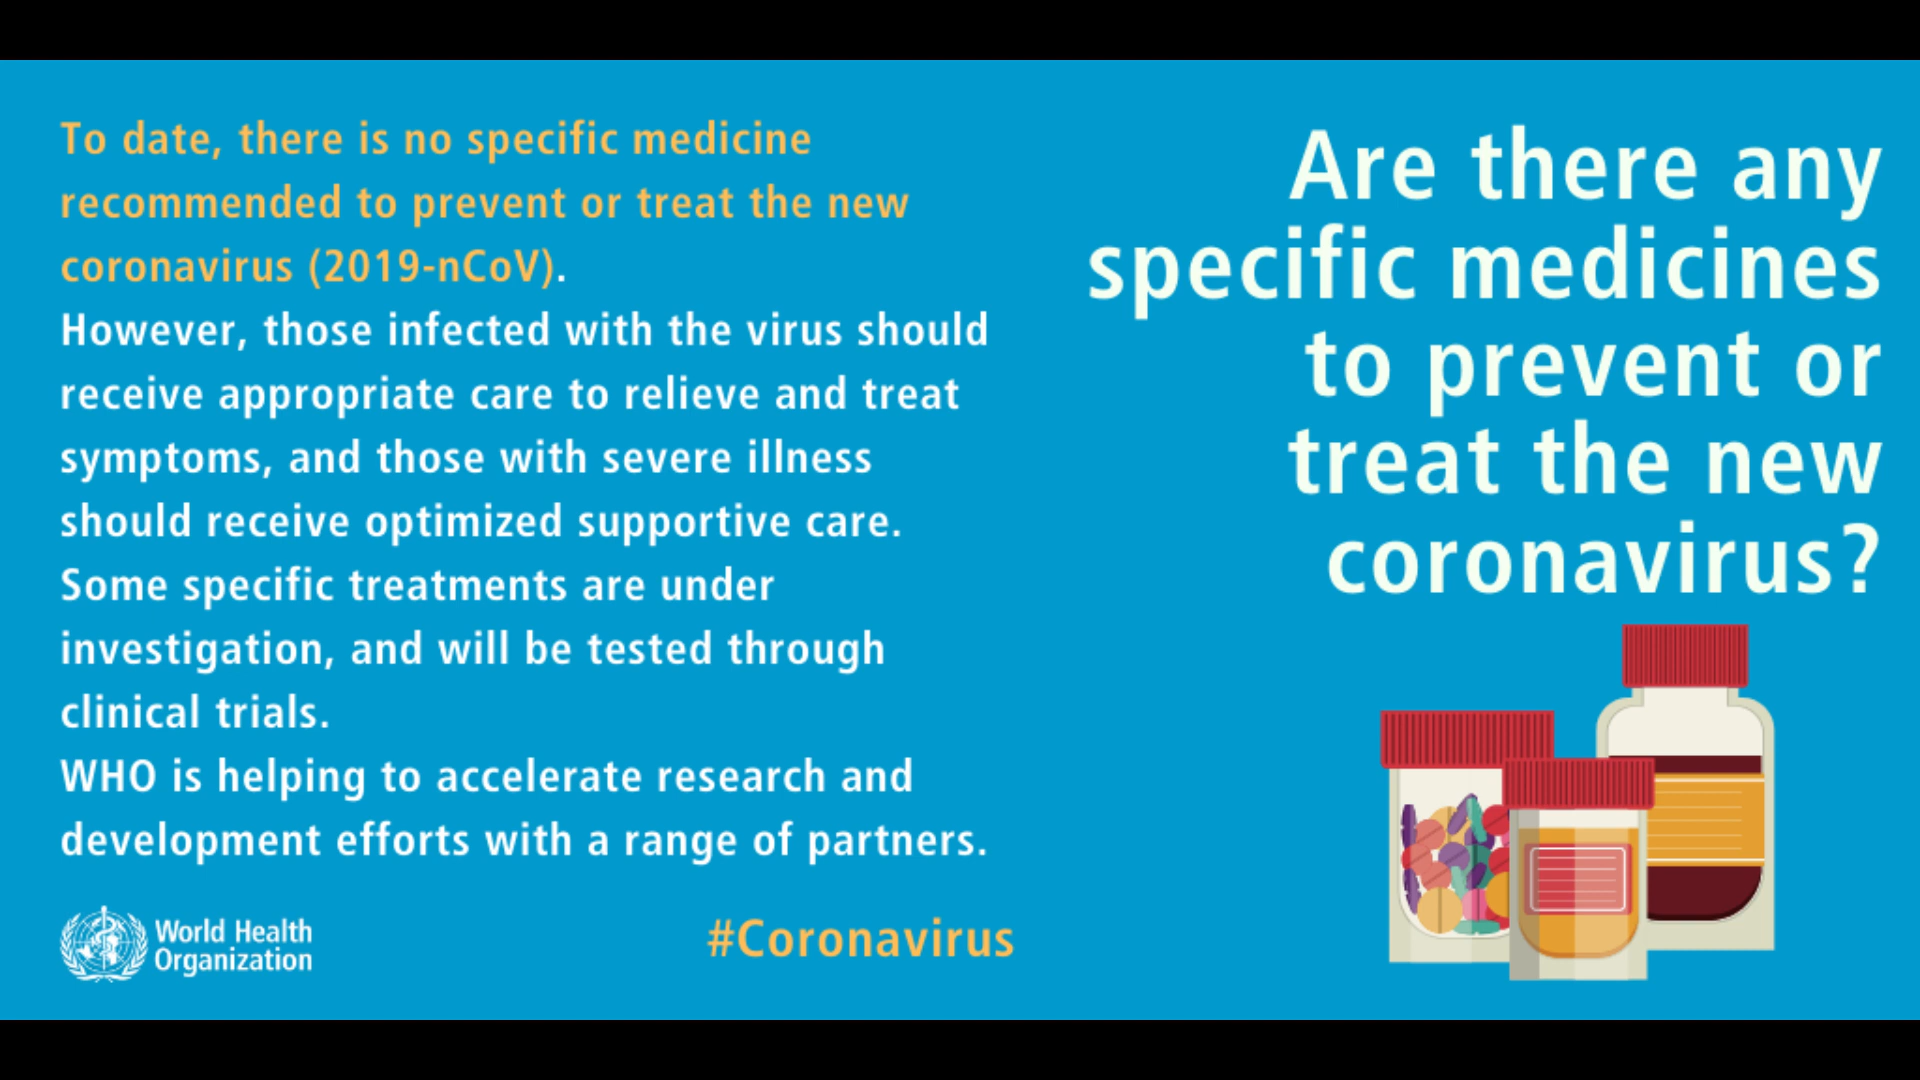 Are there any
specific medicines
to prevent or
treat the new
coronavirus?
To date, there is no specific medicine
recommended to prevent or treat the new
coronavirus (2019-nCoV).
However, those infected with the virus should
receive appropriate care to relieve and treat
symptoms, and those with severe illness
should receive optimized supportive care.
Some specific treatments are under
investigation, and will be tested through
clinical trials.
WHO is helping to accelerate research and
development efforts with a range of partners.
World Health
Organization
#Coronavirus